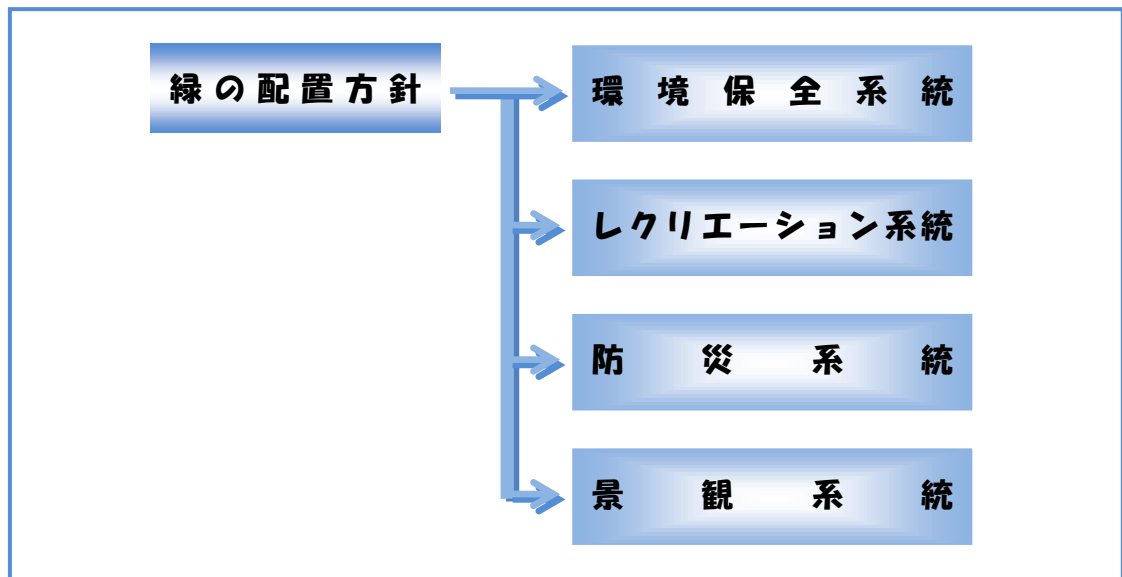 緑の配置方針
環境保全系統
レクリエーション系統
防災系統
景観系統